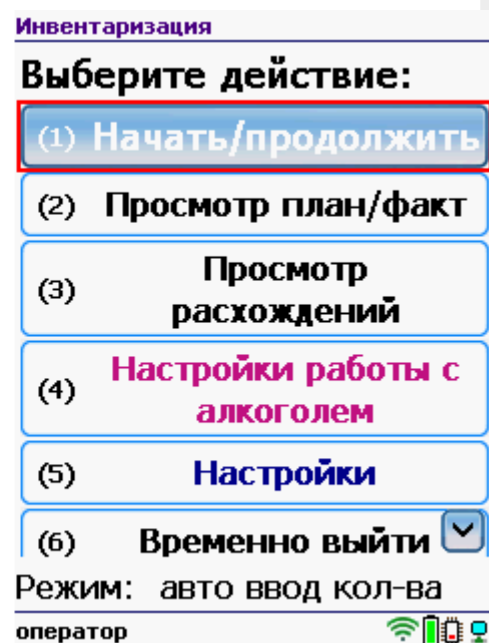 Инвентаризация
Выберите действие:
(1) Начать/продолжить
(2) Просмотр план/факт
(3) Просмотр
расхождений
(4) Настройки работы с
алкоголем
(5) Настройки
(6) Временно выйти
Режим: авто ввод кол-ва
оператор